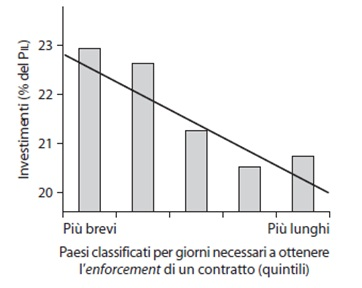 Investimenti (% del PIL)
23
22
21
20
Più brevi Più lunghi
Paesi classificati per giorni necessari a ottenere
l'enforcement di un contratto (quintili)